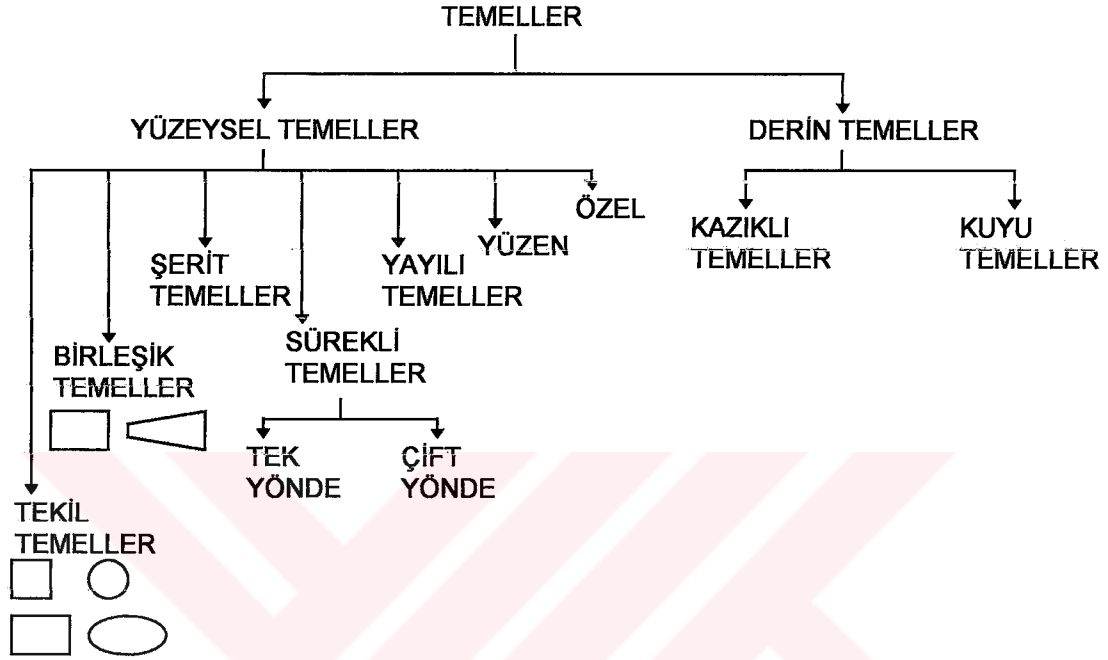 TEMELLER
YÜZEYSEL TEMELLER
DERİN TEMELLER
TEKİL
TEMELLER
BİRLEŞİK
TEMELLER
ŞERİT
TEMELLER
SÜREKLİ
TEMELLER
TEK
YÖNDE
ÇİFT
YÖNDE
YAYILI
TEMELLER
YÜZEN
ÖZEL
KAZIKLI
TEMELLER
KUYU
TEMELLER